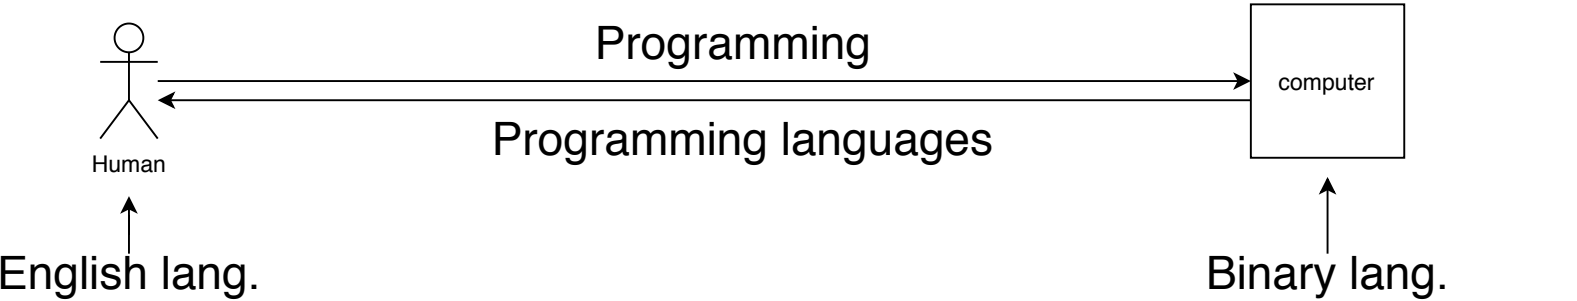 Programming
computer
Programming languages
Human
English lang.
Binary lang.